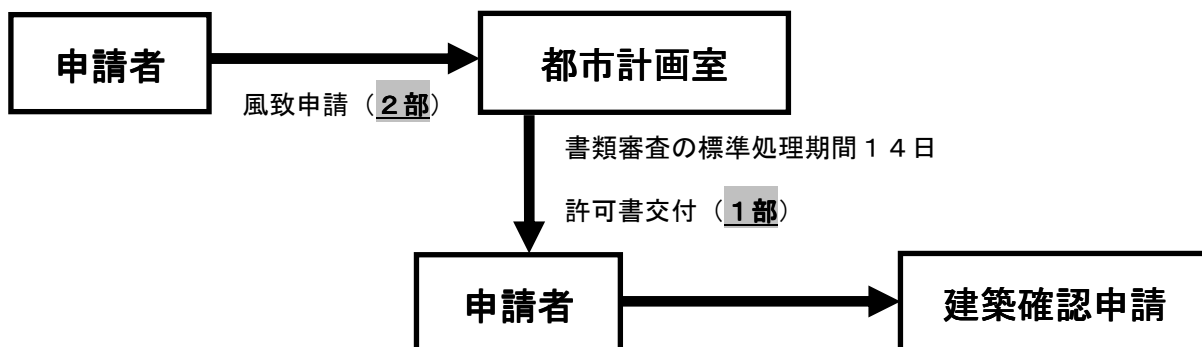 申請者
都市計画室
風致申請（２部）
書類審査の標準処理期間１４日
許可書交付（１部）
申請者
建築確認申請